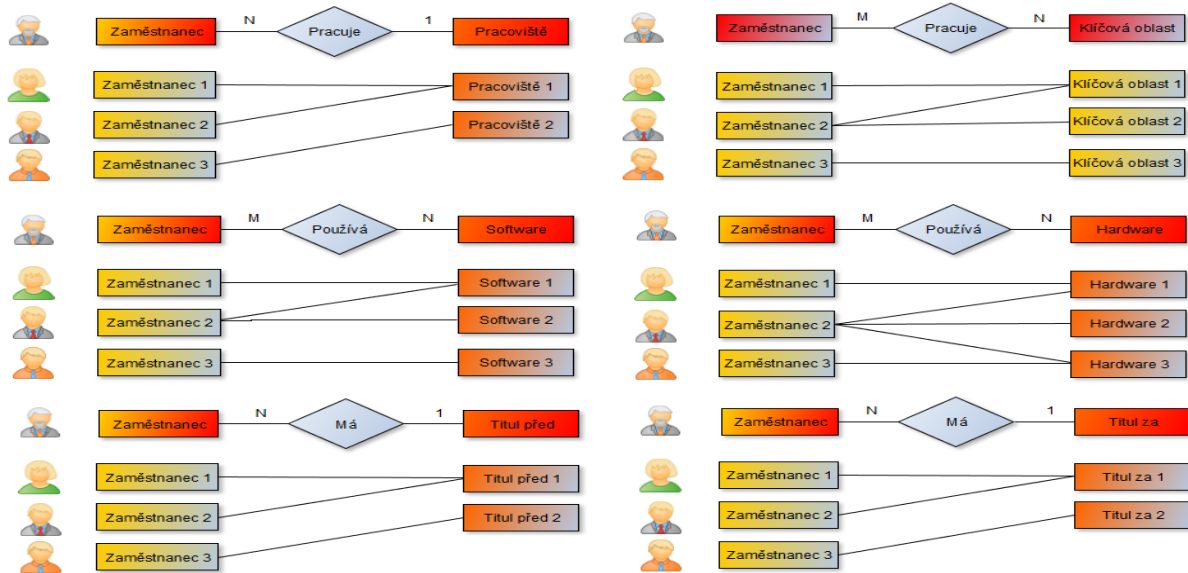 Zaměstnanec N Pracuje 1 Pracoviště
Zaměstnanec 1 Pracoviště 1
Zaměstnanec 2 Pracoviště 2
Zaměstnanec 3
Zaměstnanec M Pracuje N Klíčová oblast
Zaměstnanec 1 Klíčová oblast 1
Zaměstnanec 2 Klíčová oblast 2
Zaměstnanec 3 Klíčová oblast 3
Zaměstnanec M Používá N Software
Zaměstnanec 1 Software 1
Zaměstnanec 2 Software 2
Zaměstnanec 3 Software 3
Zaměstnanec M Používá N Hardware
Zaměstnanec 1 Hardware 1
Zaměstnanec 2 Hardware 2
Zaměstnanec 3 Hardware 3
Zaměstnanec N Má 1 Titul před
Zaměstnanec 1 Titul před 1
Zaměstnanec 2 Titul před 2
Zaměstnanec 3
Zaměstnanec N Má 1 Titul za
Zaměstnanec 1 Titul za 1
Zaměstnanec 2 Titul za 2
Zaměstnanec 3